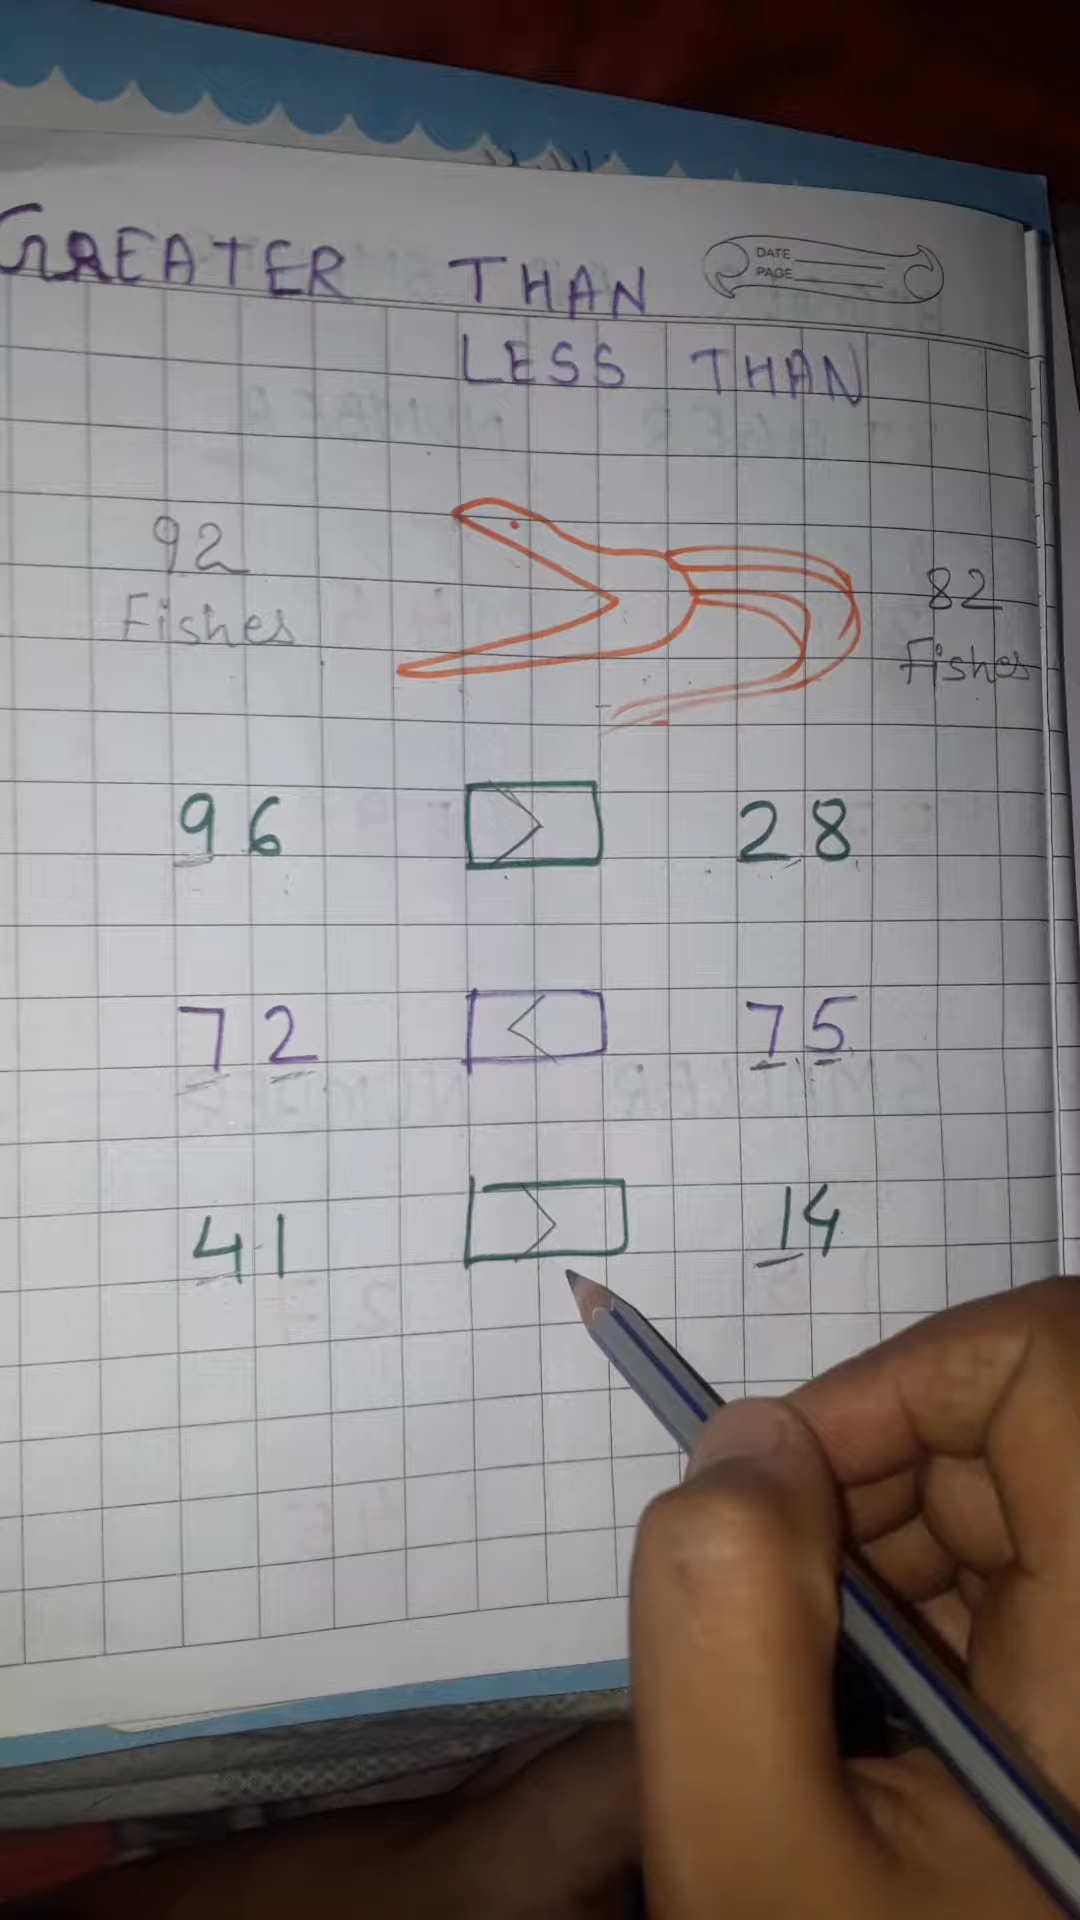 GREATER THAN
DATE
PAGE
LESS THAN
92 82
Fishes Fishes
96 > 28
72 < 75
41 > 14